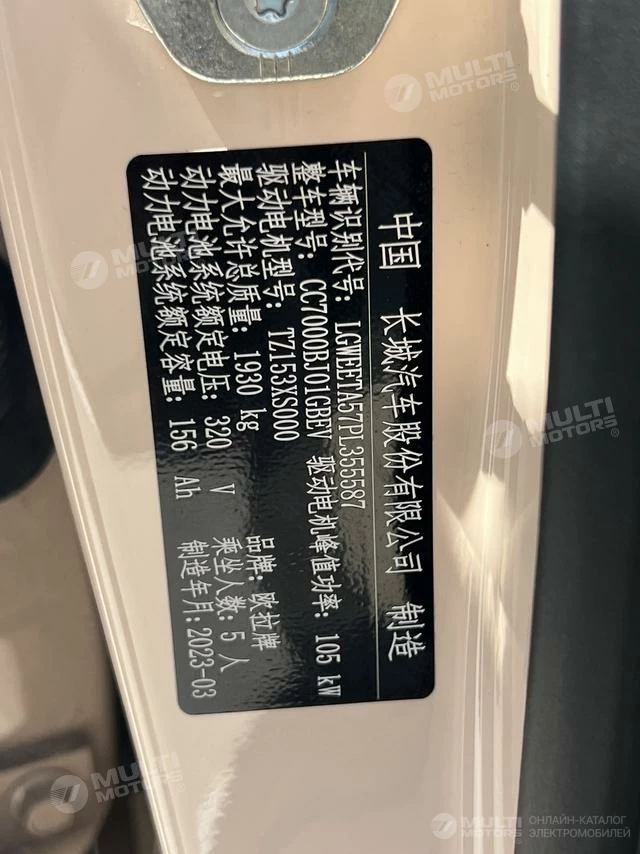 中国 长城汽车股份有限公司 制造
车辆识别代号: LGWEETA57PL355587
整车型号: CC7000BJ01GBEV 驱动电机峰值功率: 105 kW
驱动电机型号: TZ153XS000
最大允许总质量: 1930 kg 品牌: 欧拉牌
动力电池系统额定电压: 320 V 乘坐人数: 5 人
动力电池系统额定容量: 156 Ah 制造年月: 2023-03
MULTI MOTORS®
MULTI MOTORS®
MULTI MOTORS®
MULTI MOTORS®
MULTI MOTORS®
ОНЛАЙН-КАТАЛОГ
ЭЛЕКТРОМОБИЛЕЙ